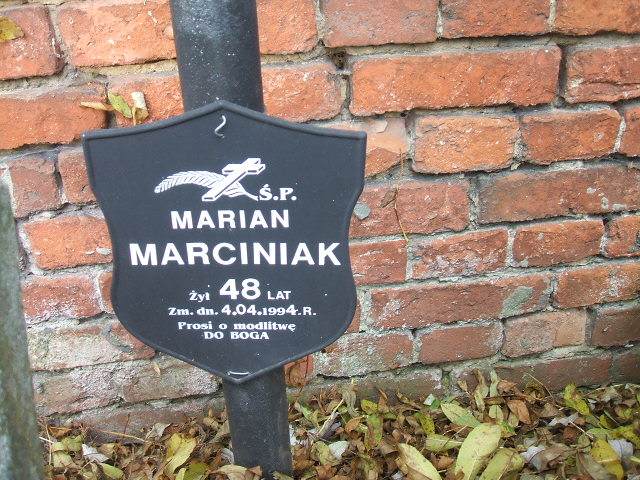 Ś.P.
MARIAN
MARCINIAK
Żył 48 LAT
Zm. dn. 4.04.1994.R.
Prosi o modlitwę
DO BOGA